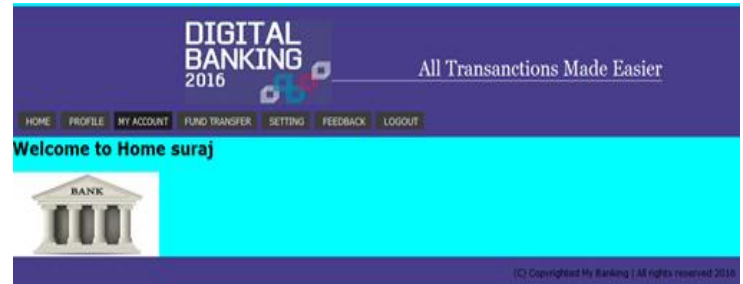 DIGITAL
BANKING
2016
All Transanctions Made Easier
HOME PROFILE MY ACCOUNT FUND TRANSFER SETTING FEEDBACK LOGOUT
Welcome to Home suraj
BANK
(C) Copyrighted My Banking | All rights reserved 2016